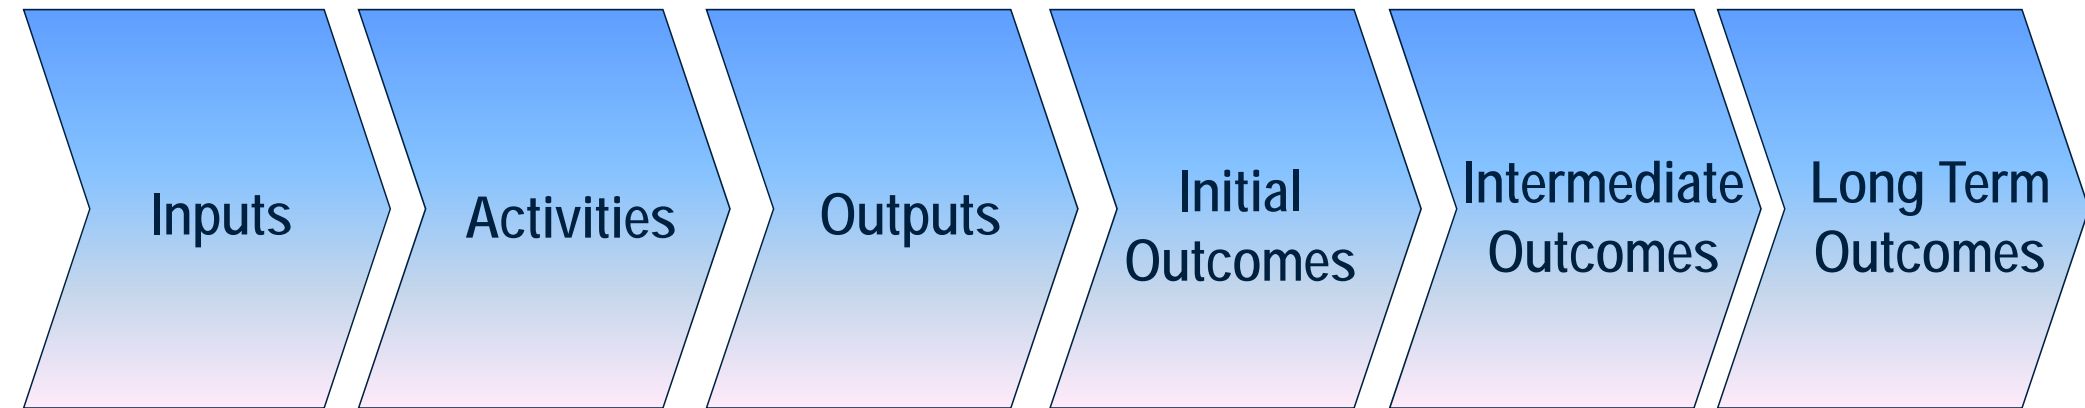 Inputs
Activities
Outputs
Initial
Outcomes
Intermediate
Outcomes
Long Term
Outcomes